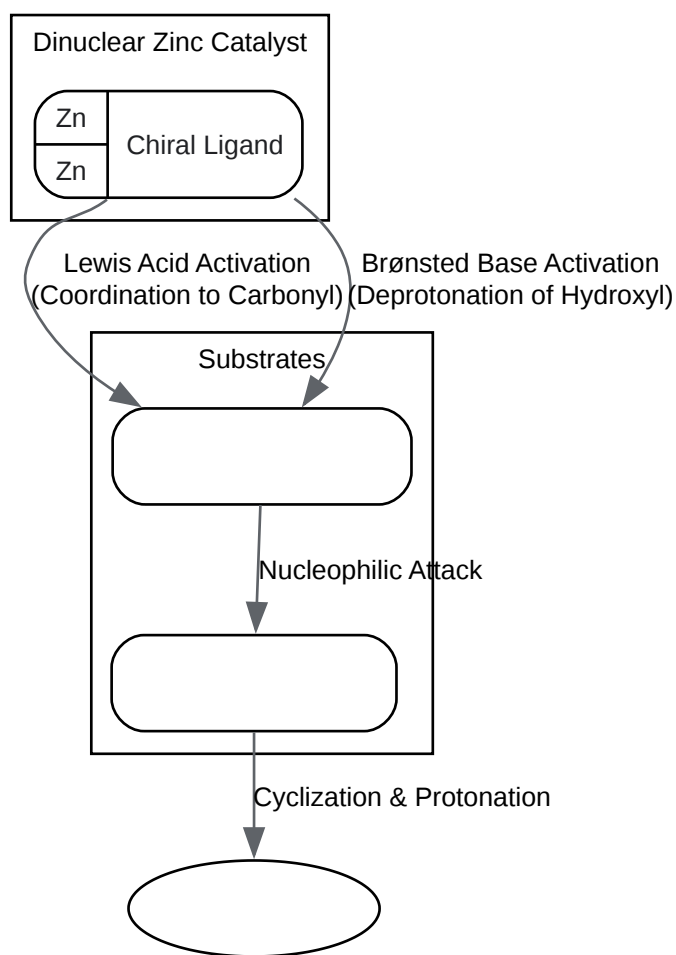 Dinuclear Zinc Catalyst
Zn
Zn
Chiral Ligand
Lewis Acid Activation
(Coordination to Carbonyl)
Brønsted Base Activation
(Deprotonation of Hydroxyl)
Substrates
Nucleophilic Attack
Cyclization & Protonation